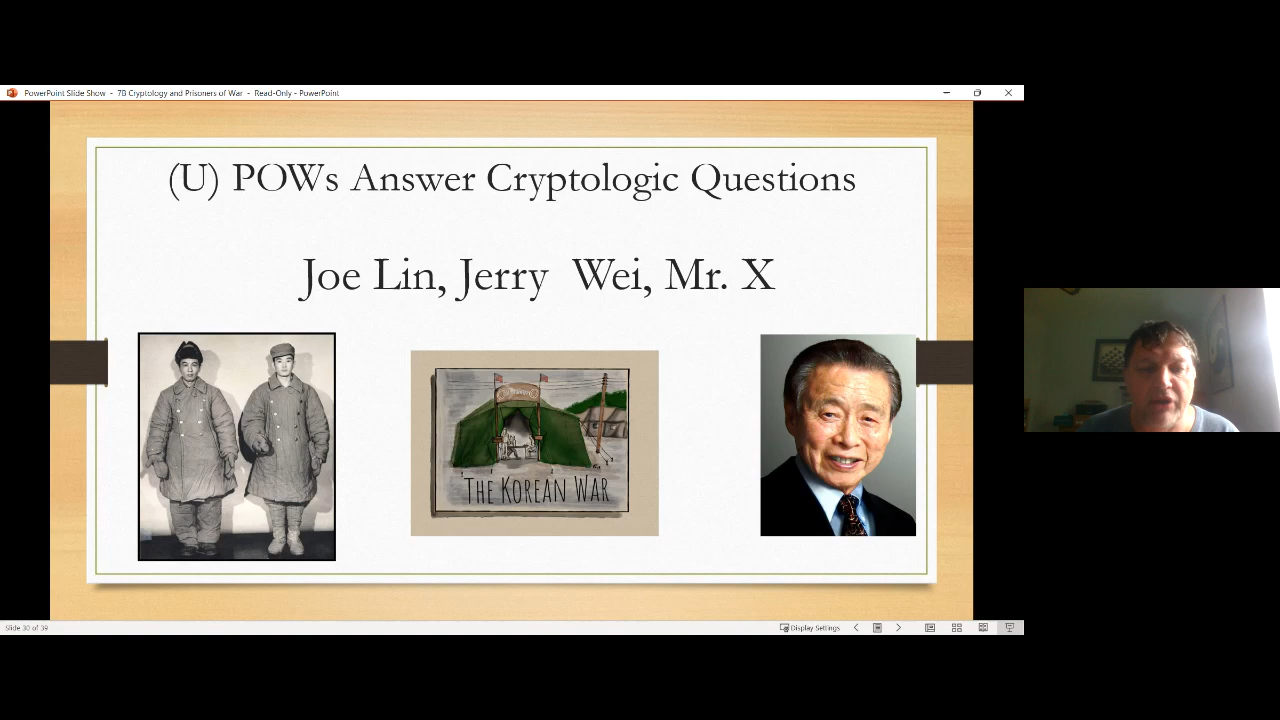 PowerPoint Slide Show - 7B Cryptology and Prisoners of War - Read-Only - PowerPoint
(U) POWs Answer Cryptologic Questions
Joe Lin, Jerry  Wei, Mr. X
The Korean War
Slide 30 of 39
Display Settings